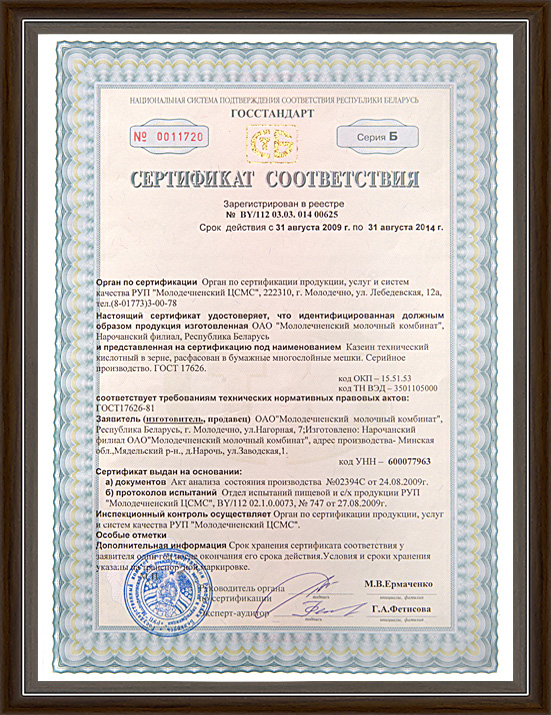 НАЦИОНАЛЬНАЯ СИСТЕМА ПОДТВЕРЖДЕНИЯ СООТВЕТСТВИЯ РЕСПУБЛИКИ БЕЛАРУСЬ
ГОССТАНДАРТ
№ 0011720
Серия Б
СЕРТИФИКАТ СООТВЕТСТВИЯ
Зарегистрирован в реестре
№ BY/112 03.03. 014 00625
Срок действия с 31 августа 2009 г. по 31 августа 2014 г.
Орган по сертификации Орган по сертификации продукции, услуг и систем
качества РУП "Молодечненский ЦСМС", 222310, г. Молодечно, ул. Лебедевская, 12а,
тел.(8-01773)3-00-78
Настоящий сертификат удостоверяет, что идентифицированная должным
образом продукция изготовленная ОАО "Мололечненский молочный комбинат",
Нарочанский филиал, Республика Беларусь
и представленная на сертификацию под наименованием Казеин технический
кислотный в зерне, расфасован в бумажные многослойные мешки. Серийное
производство. ГОСТ 17626.
код ОКП – 15.51.53
код ТН ВЭД – 3501105000
соответствует требованиям технических нормативных правовых актов:
ГОСТ17626-81
Заявитель (изготовитель, продавец) ОАО"Молодечненский молочный комбинат",
Республика Беларусь, г. Молодечно, ул.Нагорная, 7;Изготовлено: Нарочанский
филиал ОАО"Молодечненский молочный комбинат", адрес производства- Минская
обл.,Мядельский р-н., д.Нарочь, ул.Заводская,1.
код УНН – 600077963
Сертификат выдан на основании:
а) документов Акт анализа состояния производства №02394С от 24.08.2009г.
б) протоколов испытаний Отдел испытаний пищевой и с/х продукции РУП
"Молодечненский ЦСМС", BY/112 02.1.0.0073, № 747 от 27.08.2009г.
Инспекционный контроль осуществляет Орган по сертификации продукции, услуг
и систем качества РУП "Молодечненский ЦСМС".
Особые отметки
Дополнительная информация Срок хранения сертификата соответствия у
заявителя один год после окончания его срока действия.Условия и сроки хранения
указаны на транспортной маркировке.
М.П.
Руководитель органа
по сертификации
М.В.Ермаченко
подпись
инициалы, фамилия
Эксперт-аудитор
Г.А.Фетисова
подпись
инициалы, фамилия